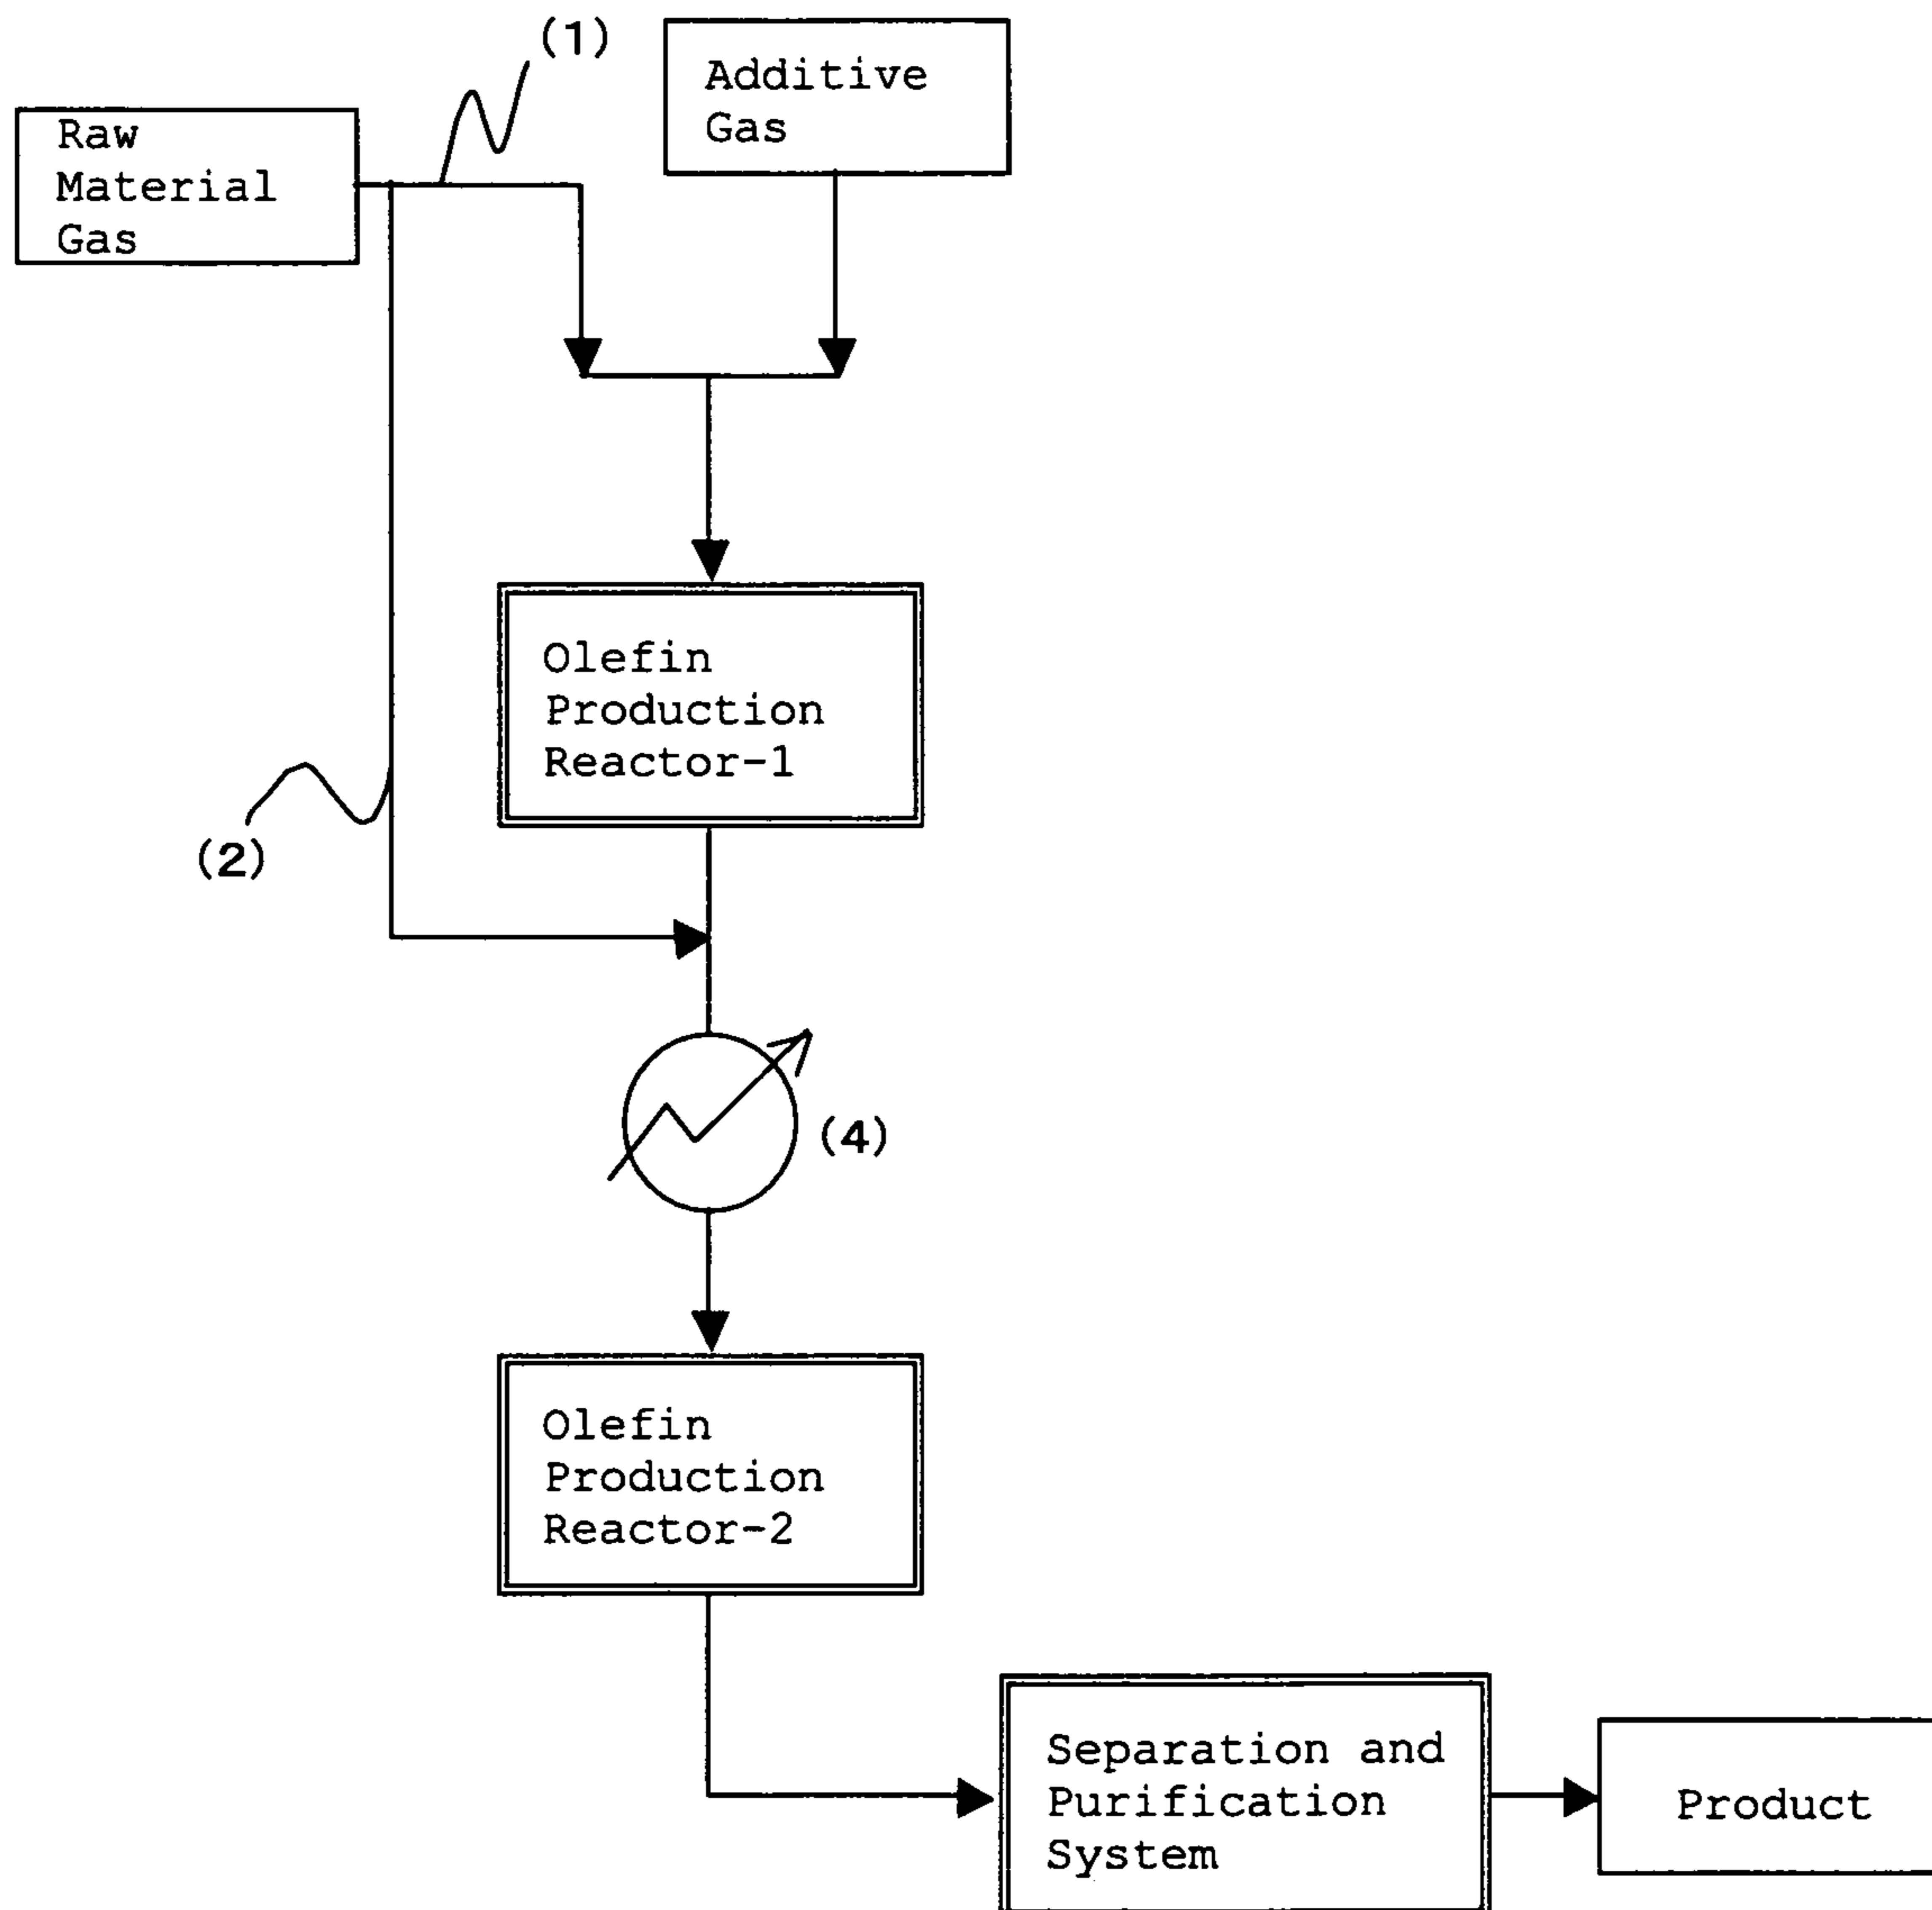 (1)
Additive
Gas
Raw
Material
Gas
Olefin
Production
Reactor-1
(2)
(4)
Olefin
Production
Reactor-2
Separation and
Purification
System
Product